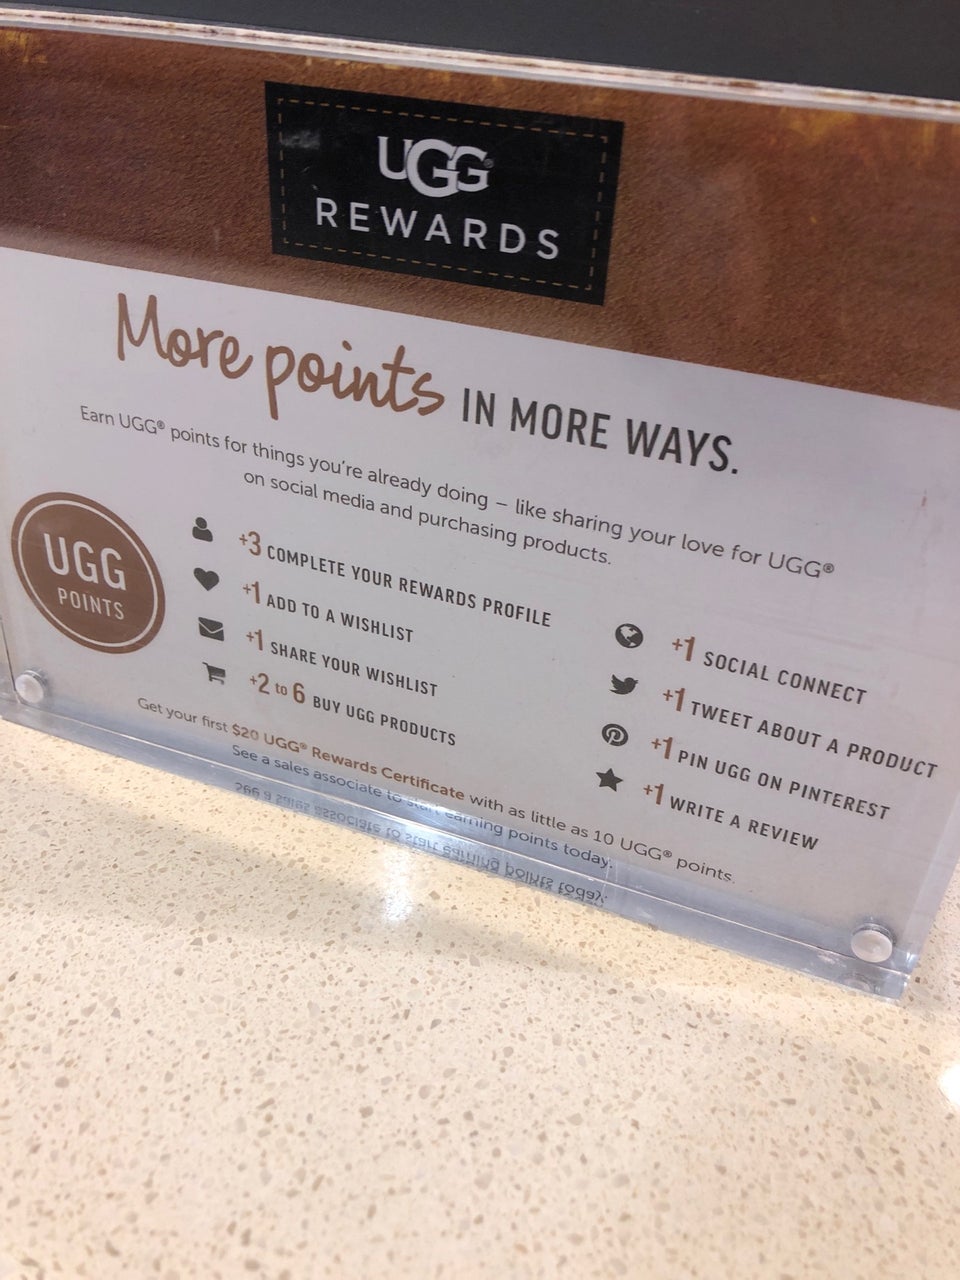 UGG®
REWARDS
More points IN MORE WAYS.
Earn UGG® points for things you're already doing – like sharing your love for UGG®
on social media and purchasing products.
UGG
POINTS
+3 COMPLETE YOUR REWARDS PROFILE
+1 ADD TO A WISHLIST
+1 SHARE YOUR WISHLIST
+2 to 6 BUY UGG PRODUCTS
+1 SOCIAL CONNECT
+1 TWEET ABOUT A PRODUCT
+1 PIN UGG ON PINTEREST
+1 WRITE A REVIEW
Get your first $20 UGG® Rewards Certificate with as little as 10 UGG® points.
See a sales associate to start earning points today.